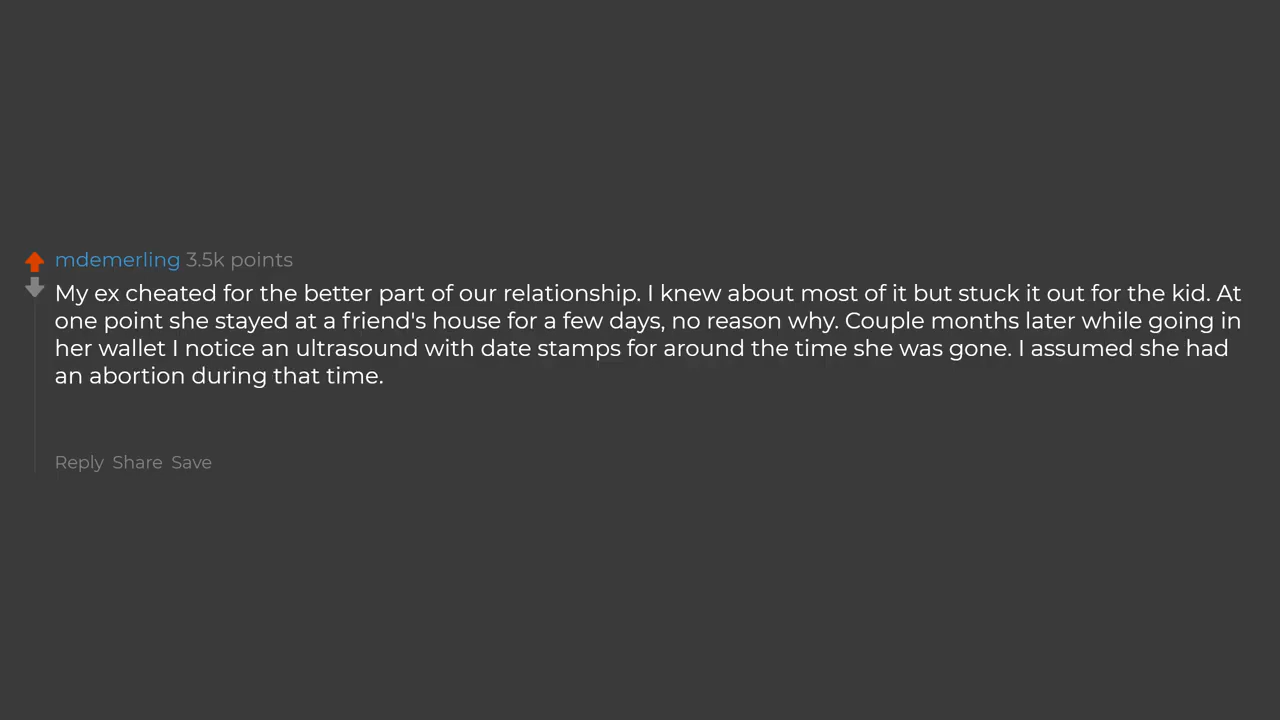 mdemerling 3.5k points
My ex cheated for the better part of our relationship. I knew about most of it but stuck it out for the kid. At
one point she stayed at a friend's house for a few days, no reason why. Couple months later while going in
her wallet I notice an ultrasound with date stamps for around the time she was gone. I assumed she had
an abortion during that time.
Reply Share Save